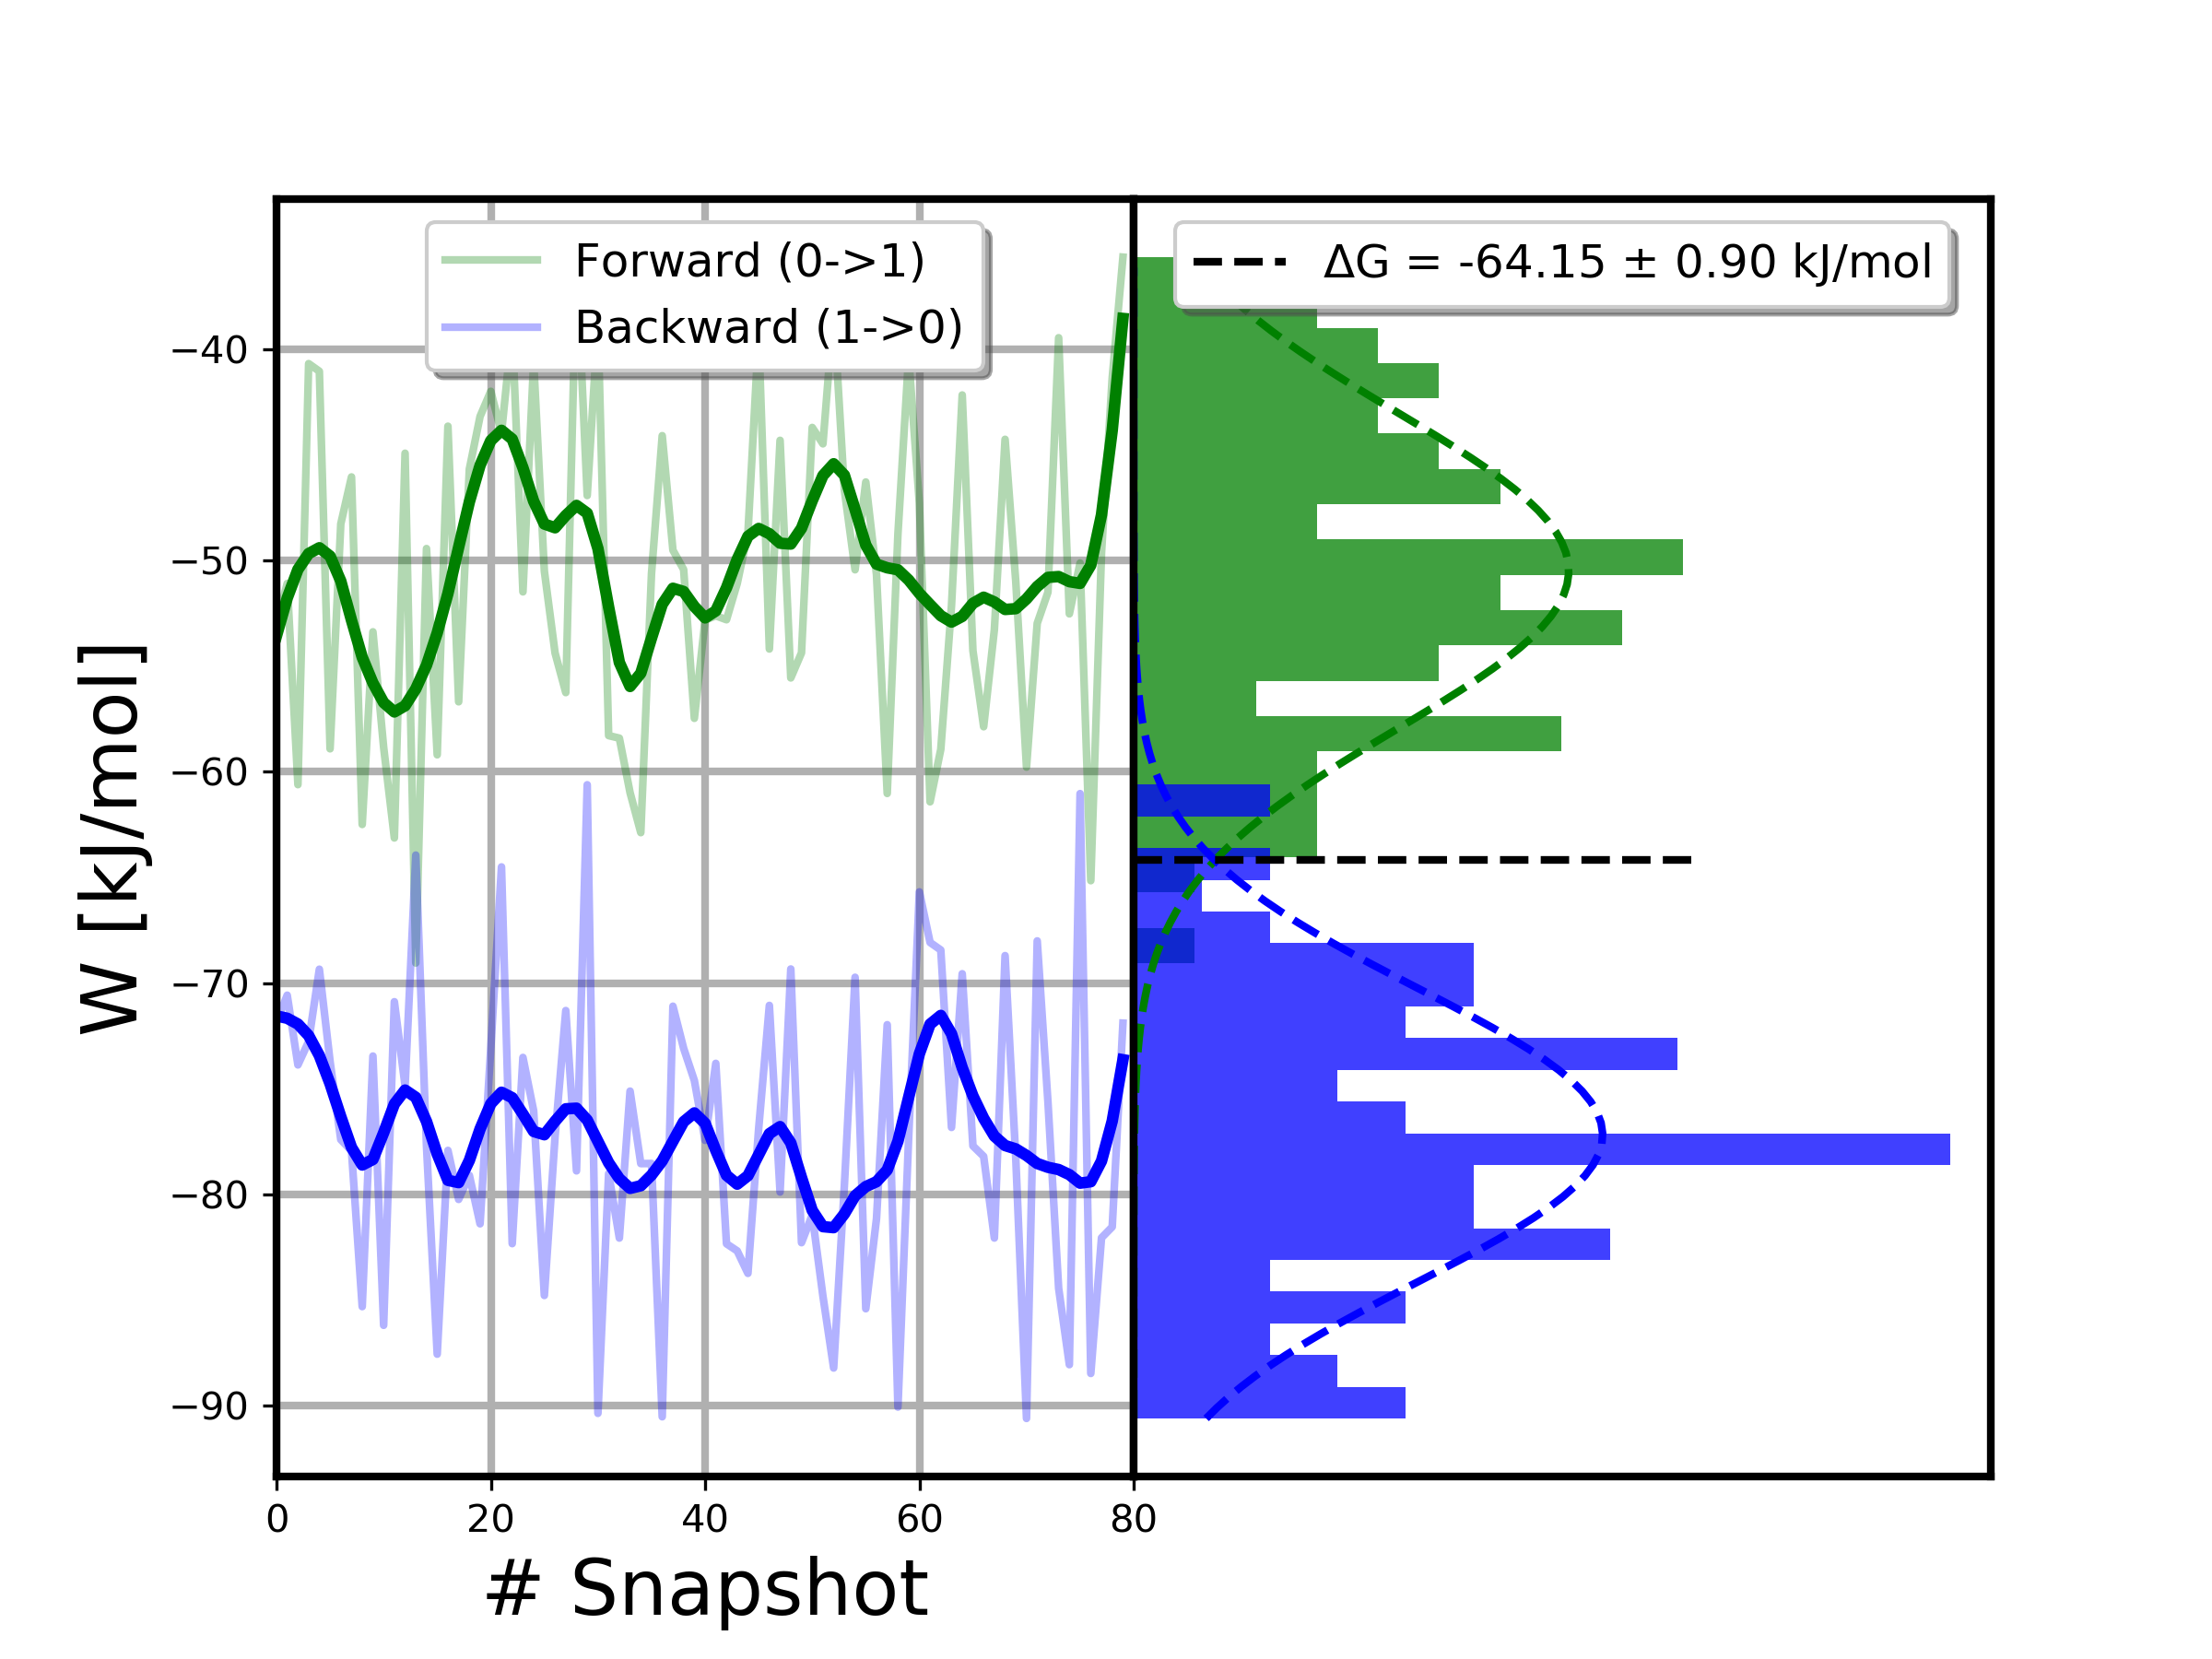 Forward (0->1)
Backward (1->0)
ΔG = -64.15 ± 0.90 kJ/mol
W [kJ/mol]
−40
−50
−60
−70
−80
−90
0 20 40 60 80
# Snapshot